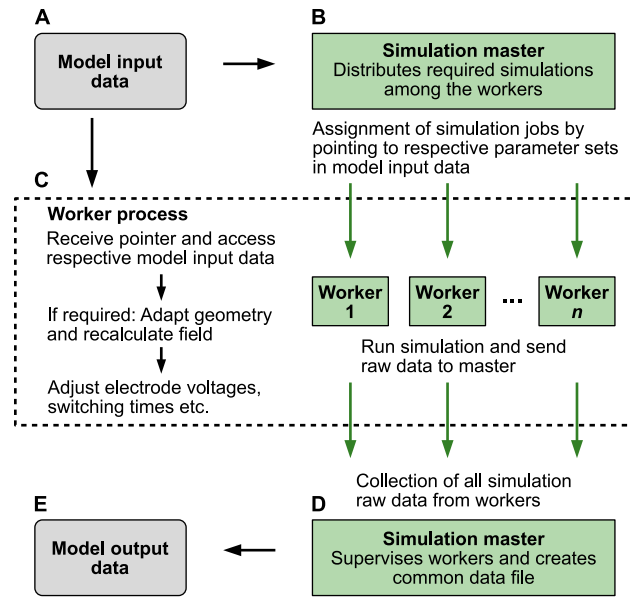 A
Model input
data
B
Simulation master
Distributes required simulations
among the workers
Assignment of simulation jobs by
pointing to respective parameter sets
in model input data
C
Worker process
Receive pointer and access
respective model input data
If required: Adapt geometry
and recalculate field
Adjust electrode voltages,
switching times etc.
Worker
1
Worker
2
...
Worker
n
Run simulation and send
raw data to master
Collection of all simulation
raw data from workers
D
Simulation master
Supervises workers and creates
common data file
E
Model output
data